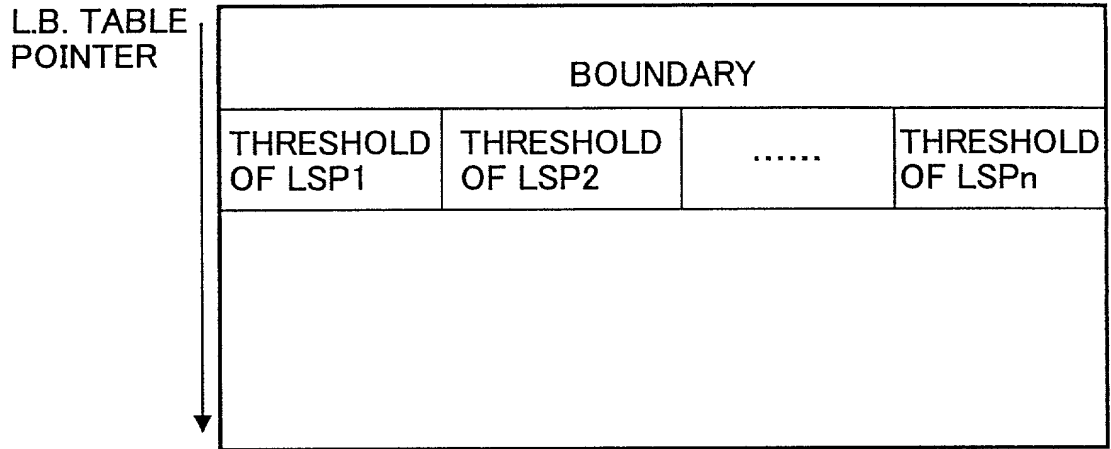 L.B. TABLE
POINTER
BOUNDARY
THRESHOLD
OF LSP1
THRESHOLD
OF LSP2
......
THRESHOLD
OF LSPn